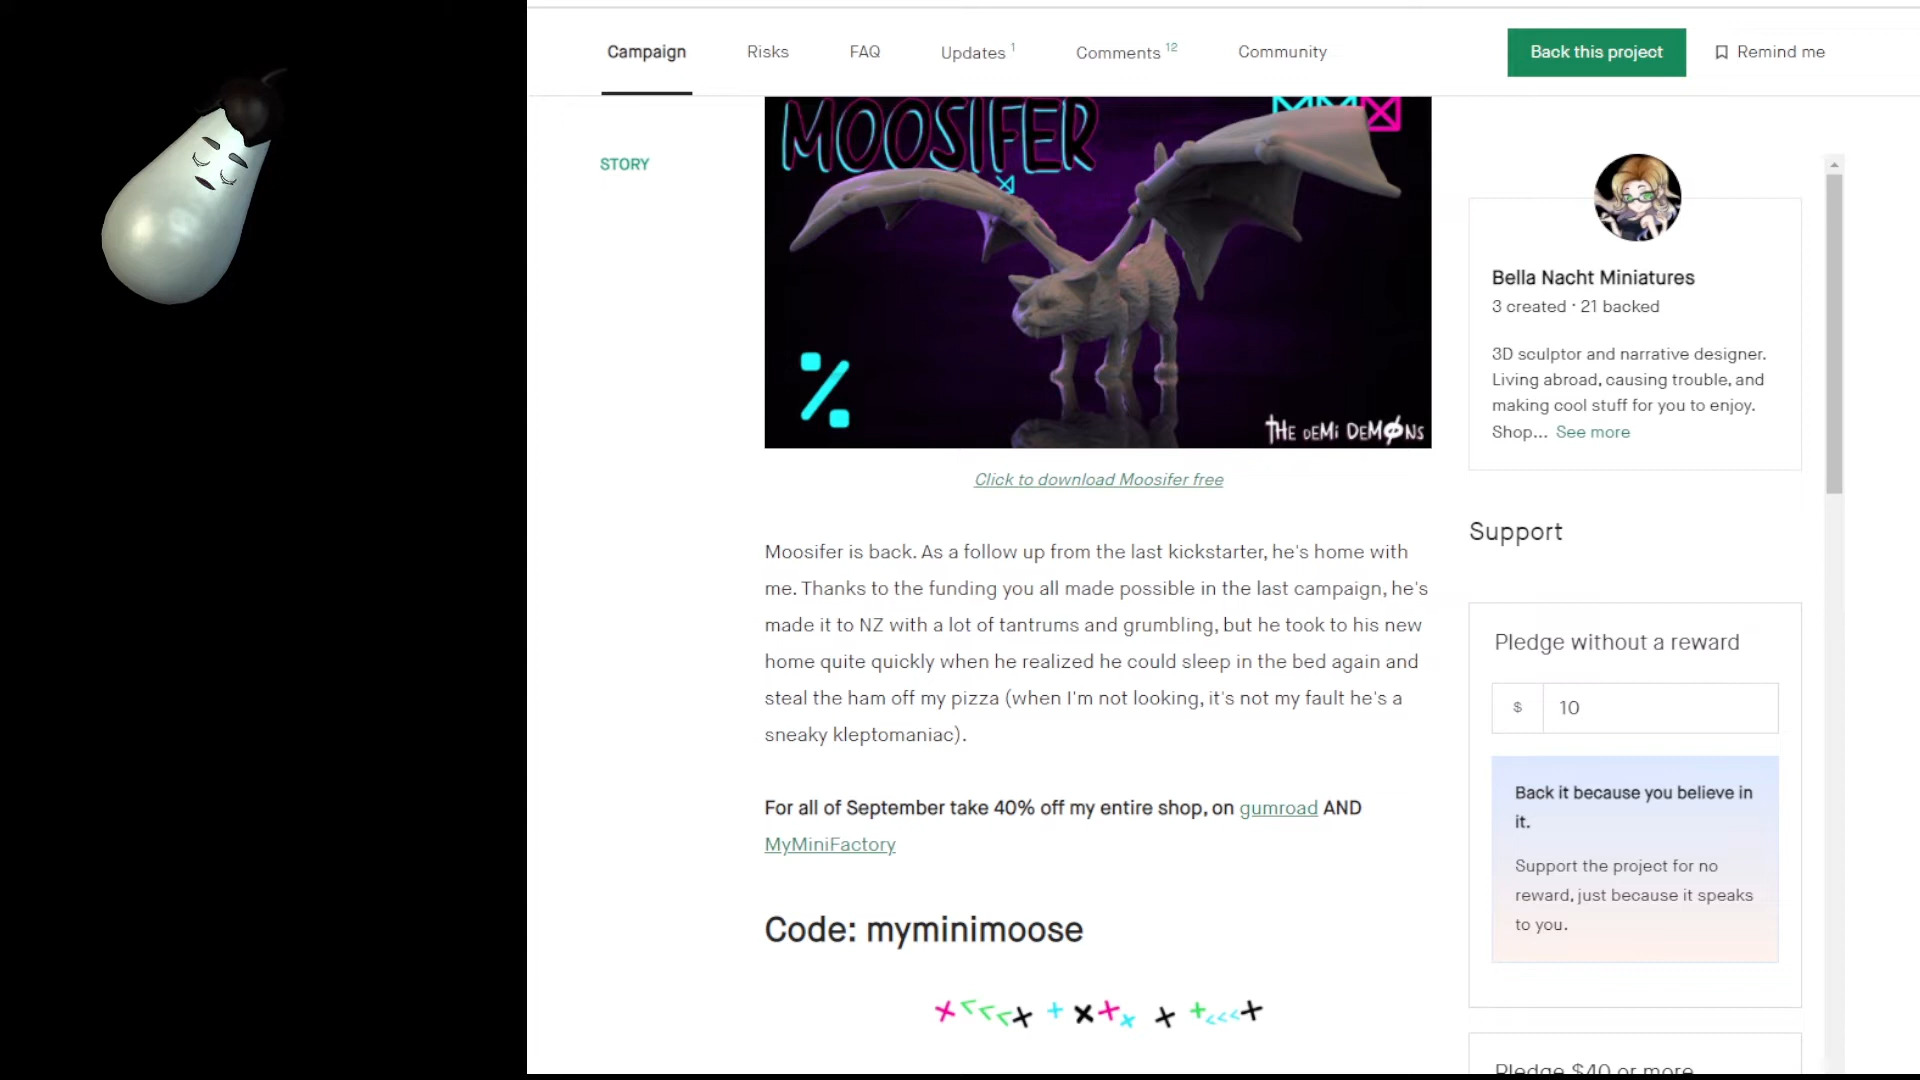 Campaign
Risks
FAQ
Updates 1
Comments 12
Community
Back this project
Remind me
STORY
MOOSIFER
THE DEMI DEMONS
Click to download Moosifer free
Moosifer is back. As a follow up from the last kickstarter, he's home with
me. Thanks to the funding you all made possible in the last campaign, he's
made it to NZ with a lot of tantrums and grumbling, but he took to his new
home quite quickly when he realized he could sleep in the bed again and
steal the ham off my pizza (when I'm not looking, it's not my fault he's a
sneaky kleptomaniac).
For all of September take 40% off my entire shop, on gumroad AND
MyMiniFactory
Code: myminimoose
Bella Nacht Miniatures
3 created · 21 backed
3D sculptor and narrative designer.
Living abroad, causing trouble, and
making cool stuff for you to enjoy.
Shop... See more
Support
Pledge without a reward
$ 10
Back it because you believe in
it.
Support the project for no
reward, just because it speaks
to you.
Pledge $40 or more